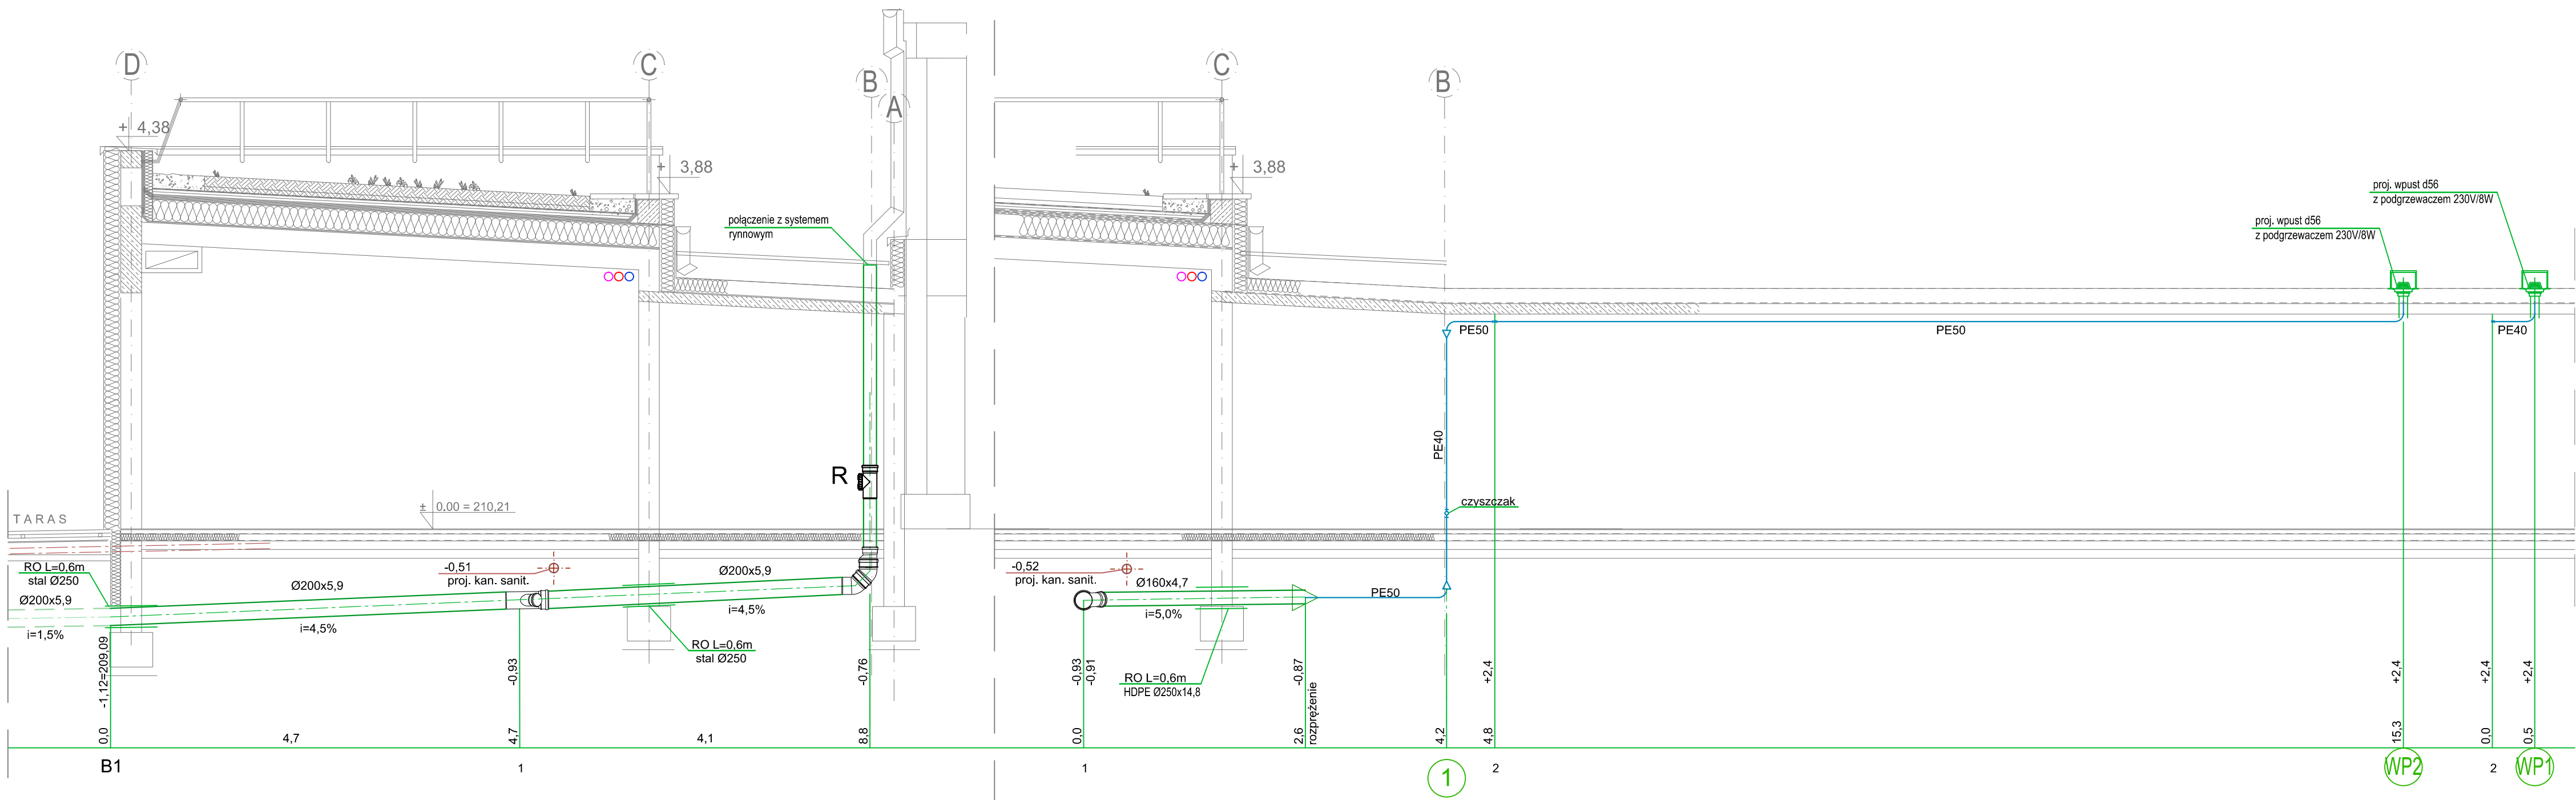 D
C
B
A
C
B
+ 4,38
+ 3,88
+ 3,88
połączenie z systemem
rynnowym
proj. wpust d56
z podgrzewaczem 230V/8W
proj. wpust d56
z podgrzewaczem 230V/8W
PE50
PE50
PE40
PE40
R
czyszczak
TARAS
± 0.00 = 210,21
RO L=0,6m
stal Ø250
Ø200x5,9
i=1,5%
Ø200x5,9
i=4,5%
-0,51
proj. kan. sanit.
Ø200x5,9
i=4,5%
RO L=0,6m
stal Ø250
-0,52
proj. kan. sanit.
Ø160x4,7
i=5,0%
PE50
RO L=0,6m
HDPE Ø250x14,8
-1,12=209,09
-0,93
-0,76
-0,93
-0,91
-0,87
rozprężenie
+2,4
+2,4
+2,4
+2,4
0,0
4,7
4,7
4,1
8,8
0,0
2,6
4,2
4,8
15,3
0,0
0,5
B1
1
1
1
2
WP2
2
WP1